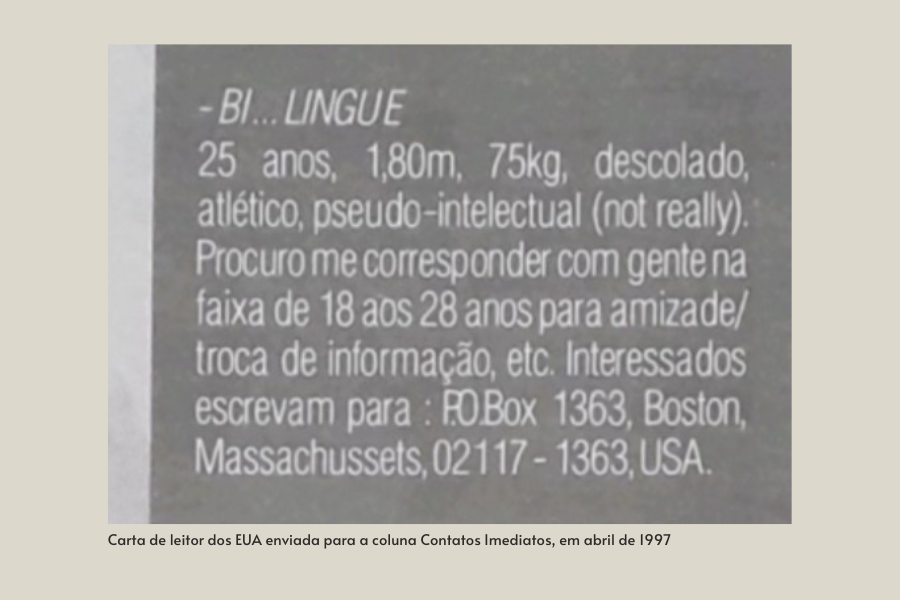 - BI... LINGUE
25 anos, 1,80m, 75kg, descolado,
atlético, pseudo-intelectual (not really).
Procuro me corresponder com gente na
faixa de 18 aos 28 anos para amizade/
troca de informação, etc. Interessados
escrevam para : P.O.Box 1363, Boston,
Massachussets, 02117 - 1363, USA.
Carta de leitor dos EUA enviada para a coluna Contatos Imediatos, em abril de 1997